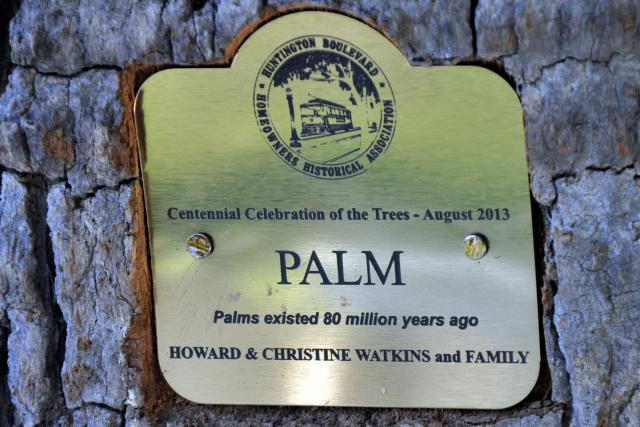 HUNTINGTON BOULEVARD
HOMEOWNERS HISTORICAL ASSOCIATION
Centennial Celebration of the Trees - August 2013
PALM
Palms existed 80 million years ago
HOWARD & CHRISTINE WATKINS and FAMILY